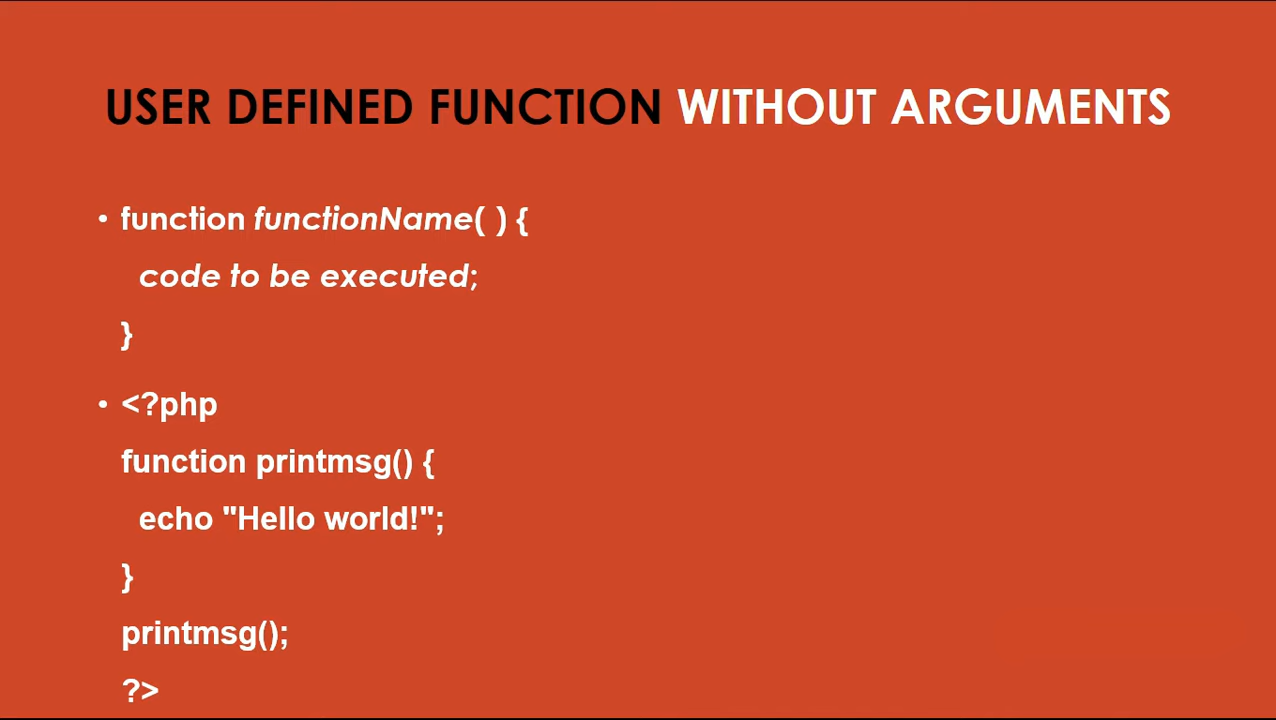 USER DEFINED FUNCTION WITHOUT ARGUMENTS
• function functionName( ) {
code to be executed;
}
• <?php
function printmsg() {
echo "Hello world!";
}
printmsg();
?>